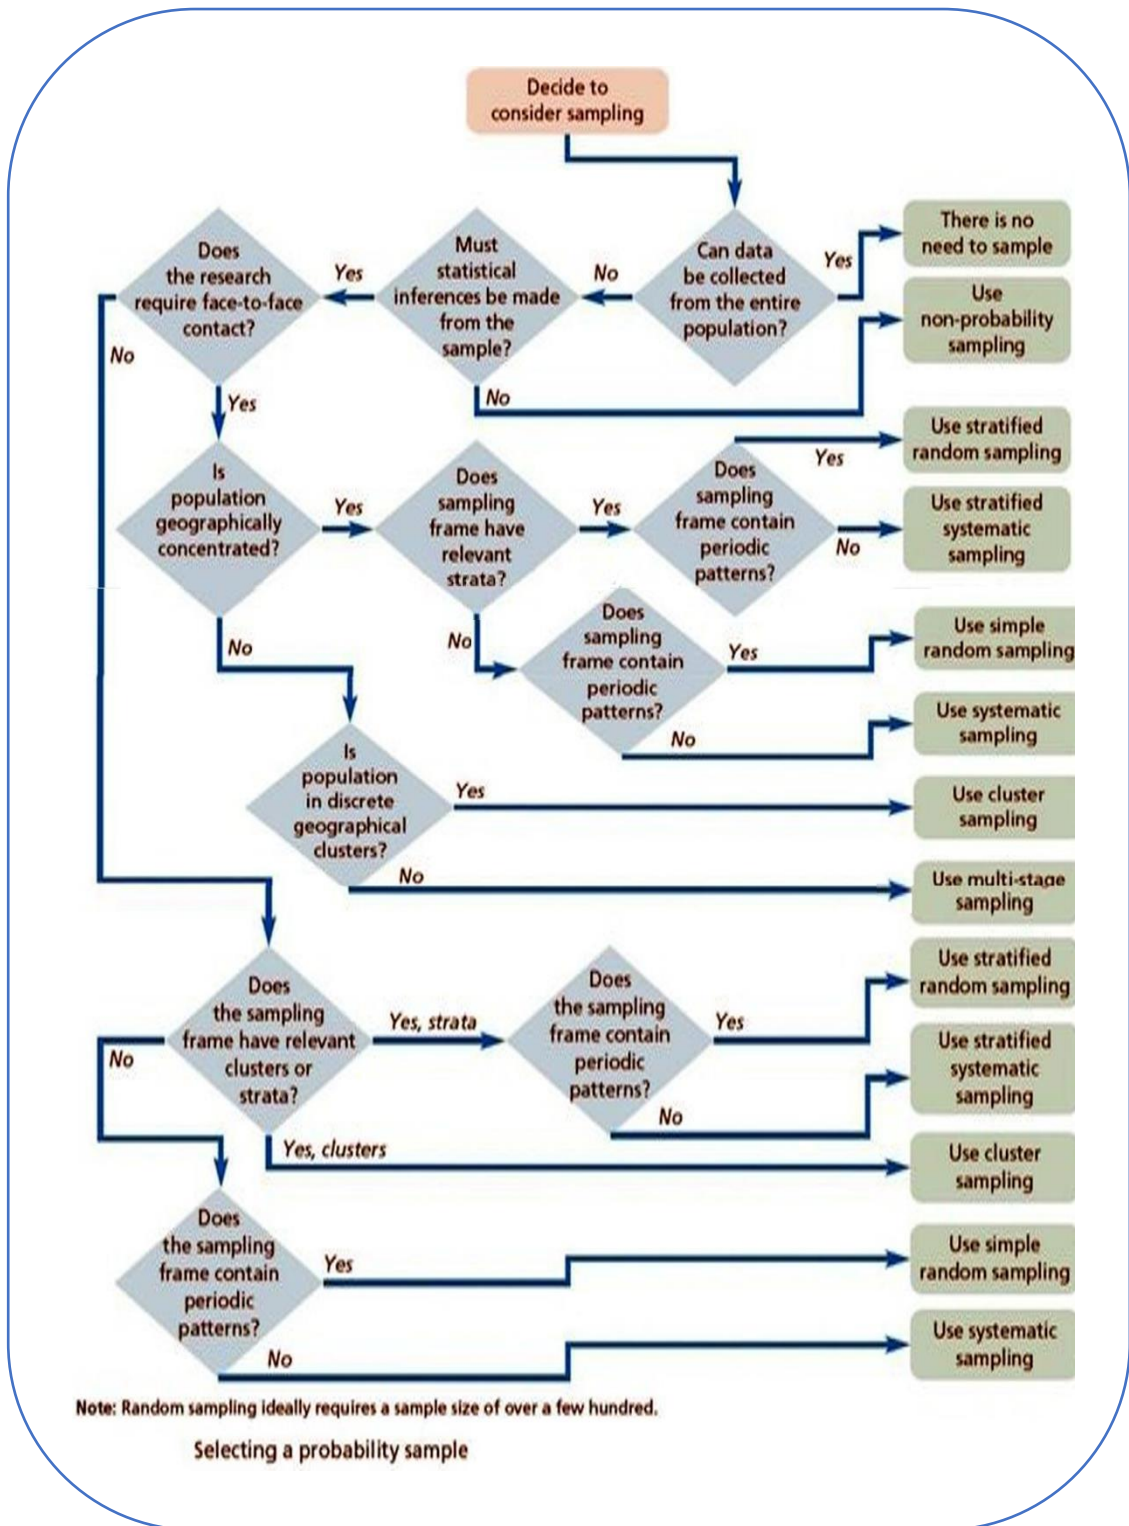 Decide to
consider sampling
Does
the research
require face-to-face
contact?
Yes
Must
statistical
inferences be made
from the
sample?
No
Can data
be collected
from the entire
population?
Yes
There is no
need to sample
Use
non-probability
sampling
No
No
Yes
Is
population
geographically
concentrated?
Yes
Does
sampling
frame have
relevant
strata?
Yes
Does
sampling
frame contain
periodic
patterns?
Yes
Use stratified
random sampling
No
Use stratified
systematic
sampling
No
No
Does
sampling
frame contain
periodic
patterns?
Yes
Use simple
random sampling
No
Use systematic
sampling
Is
population
in discrete
geographical
clusters?
Yes
Use cluster
sampling
No
Use multi-stage
sampling
Does
the sampling
frame have relevant
clusters or
strata?
Yes, strata
Does
the sampling
frame contain
periodic
patterns?
Yes
Use stratified
random sampling
No
Use stratified
systematic
sampling
No
Yes, clusters
Use cluster
sampling
Does
the sampling
frame contain
periodic
patterns?
Yes
Use simple
random sampling
No
Use systematic
sampling
Note: Random sampling ideally requires a sample size of over a few hundred.
Selecting a probability sample